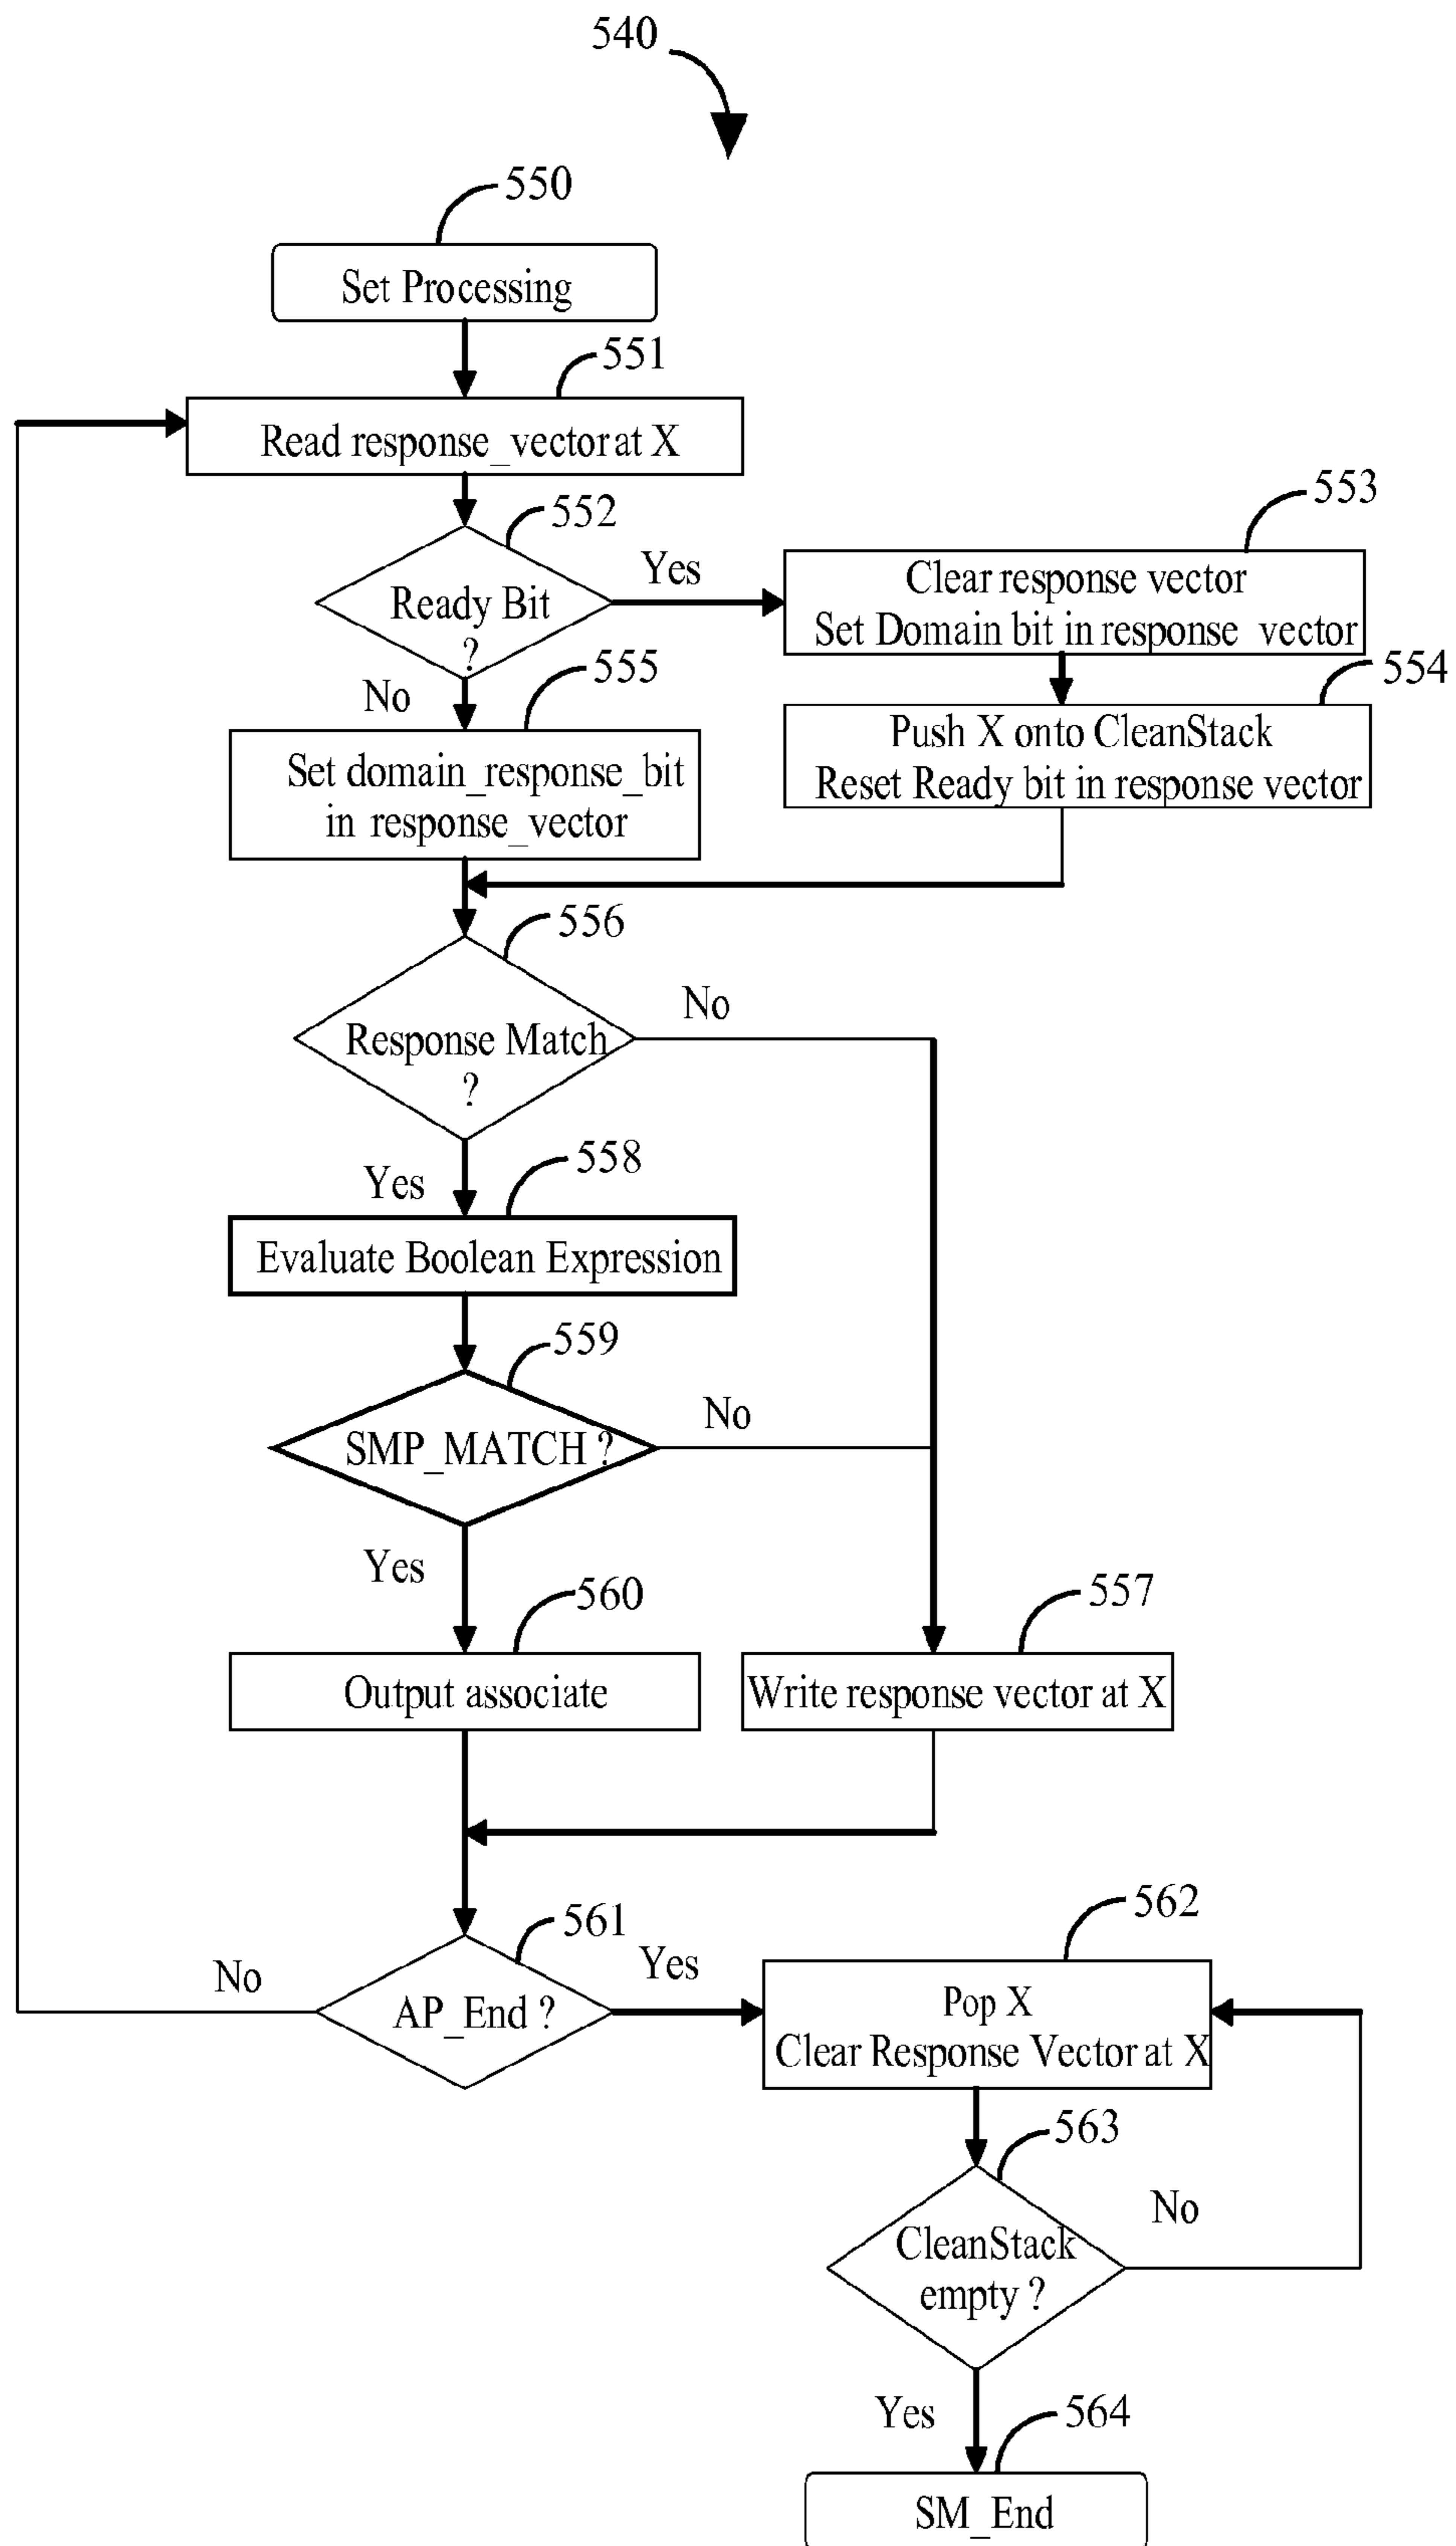 540
550
Set Processing
551
Read response_vector at X
552
Ready Bit
?
Yes
No
553
Clear response vector
Set Domain bit in response_vector
554
Push X onto CleanStack
Reset Ready bit in response vector
555
Set domain_response_bit
in response_vector
556
Response Match
?
No
Yes
558
Evaluate Boolean Expression
559
SMP_MATCH ?
No
Yes
560
Output associate
557
Write response vector at X
561
AP_End ?
No
Yes
562
Pop X
Clear Response Vector at X
563
CleanStack
empty ?
No
Yes
564
SM_End